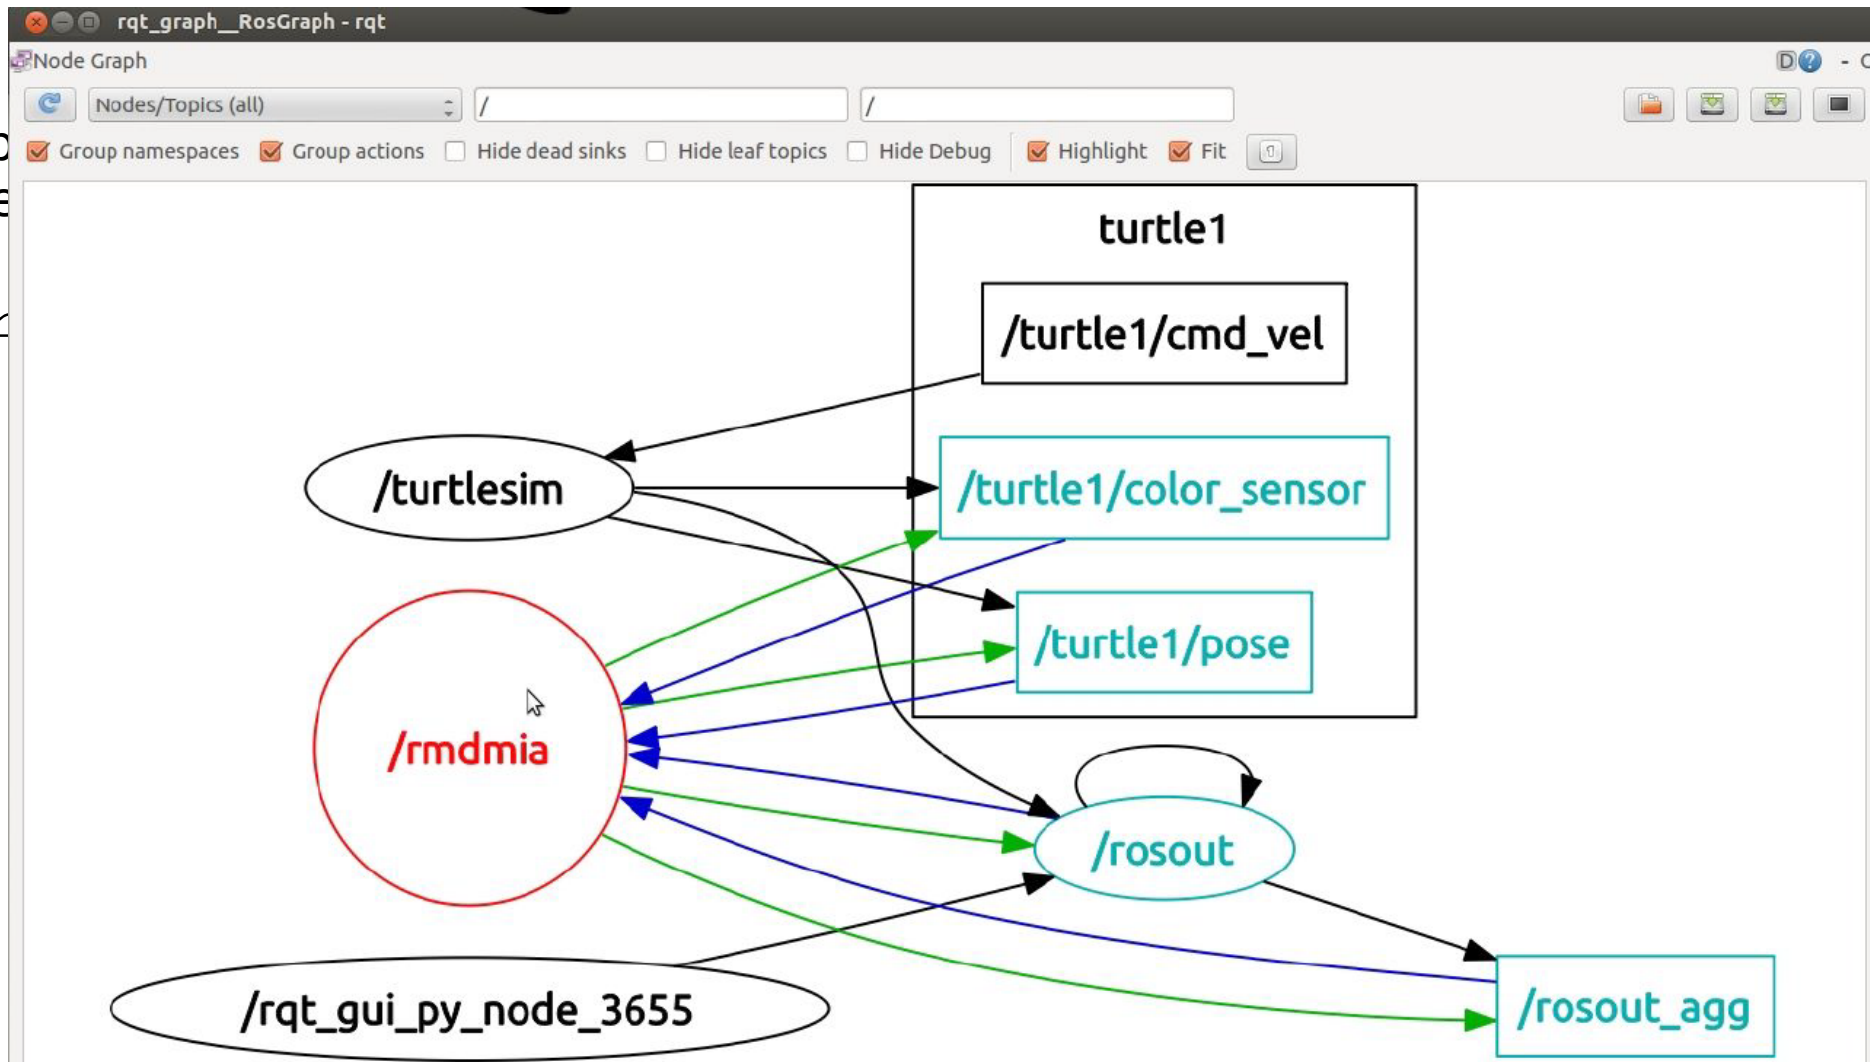 rqt_graph__RosGraph - rqt
Node Graph
D ? -
Nodes/Topics (all) / /
Group namespaces Group actions Hide dead sinks Hide leaf topics Hide Debug Highlight Fit
turtle1
/turtle1/cmd_vel
/turtlesim
/turtle1/color_sensor
/turtle1/pose
/rmdmia
/rosout
/rqt_gui_py_node_3655
/rosout_agg